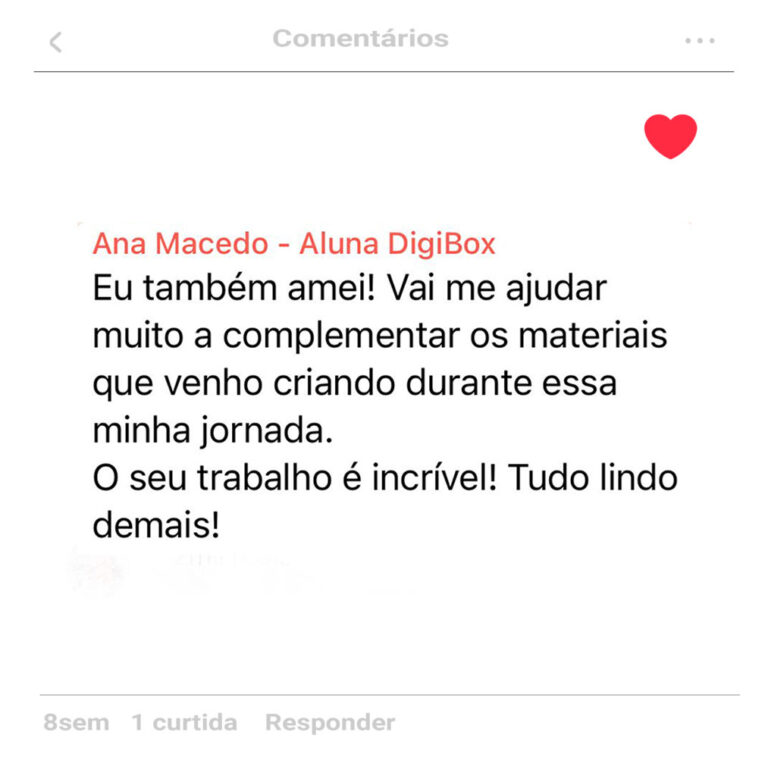 Comentários
Ana Macedo - Aluna DigiBox
Eu também amei! Vai me ajudar
muito a complementar os materiais
que venho criando durante essa
minha jornada.
O seu trabalho é incrível! Tudo lindo
demais!
8sem 1 curtida Responder